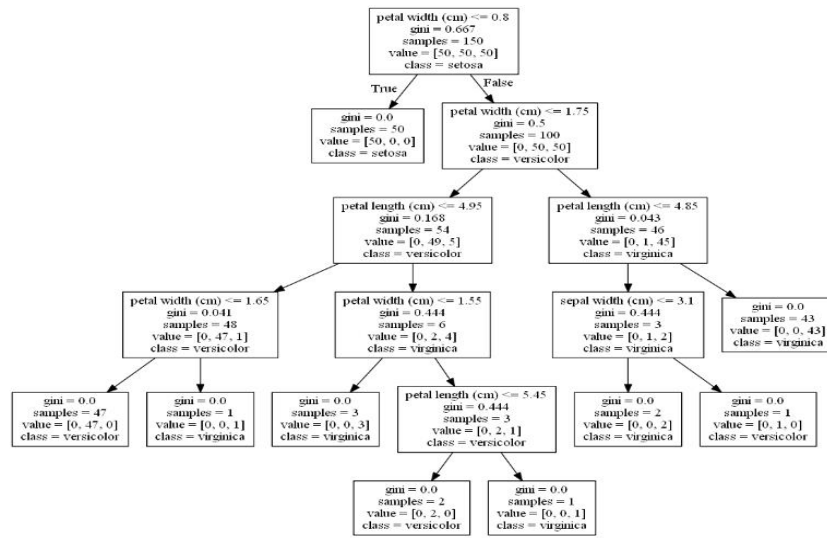 petal width (cm) <= 0.8
gini = 0.667
samples = 150
value = [50, 50, 50]
class = setosa
True
False
gini = 0.0
samples = 50
value = [50, 0, 0]
class = setosa
petal width (cm) <= 1.75
gini = 0.5
samples = 100
value = [0, 50, 50]
class = versicolor
petal length (cm) <= 4.95
gini = 0.168
samples = 54
value = [0, 49, 5]
class = versicolor
petal length (cm) <= 4.85
gini = 0.043
samples = 46
value = [0, 1, 45]
class = virginica
petal width (cm) <= 1.65
gini = 0.041
samples = 48
value = [0, 47, 1]
class = versicolor
petal width (cm) <= 1.55
gini = 0.444
samples = 6
value = [0, 2, 4]
class = virginica
sepal width (cm) <= 3.1
gini = 0.444
samples = 3
value = [0, 1, 2]
class = virginica
gini = 0.0
samples = 43
value = [0, 0, 43]
class = virginica
gini = 0.0
samples = 47
value = [0, 47, 0]
class = versicolor
gini = 0.0
samples = 1
value = [0, 0, 1]
class = virginica
gini = 0.0
samples = 3
value = [0, 0, 3]
class = virginica
petal length (cm) <= 5.45
gini = 0.444
samples = 3
value = [0, 2, 1]
class = versicolor
gini = 0.0
samples = 2
value = [0, 0, 2]
class = virginica
gini = 0.0
samples = 1
value = [0, 1, 0]
class = versicolor
gini = 0.0
samples = 2
value = [0, 2, 0]
class = versicolor
gini = 0.0
samples = 1
value = [0, 0, 1]
class = virginica